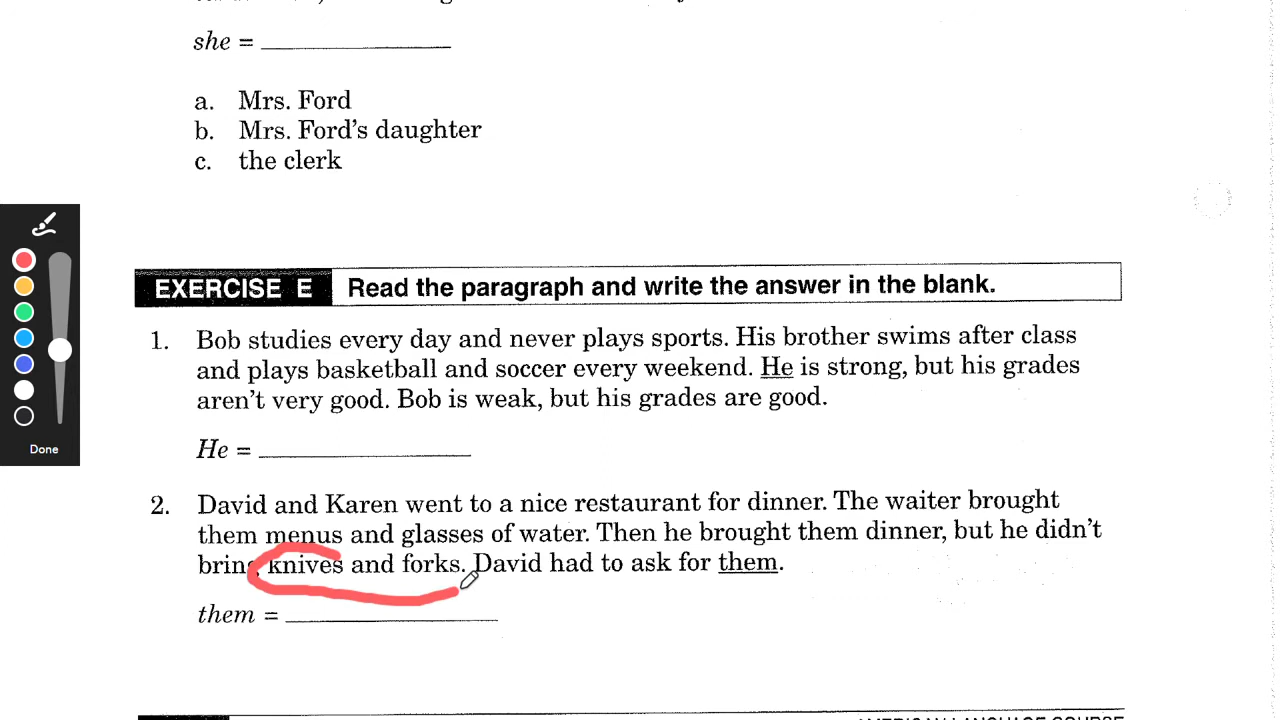 she =
a. Mrs. Ford
b. Mrs. Ford's daughter
c. the clerk
EXERCISE E Read the paragraph and write the answer in the blank.
1. Bob studies every day and never plays sports. His brother swims after class
and plays basketball and soccer every weekend. He is strong, but his grades
aren't very good. Bob is weak, but his grades are good.
He =
2. David and Karen went to a nice restaurant for dinner. The waiter brought
them menus and glasses of water. Then he brought them dinner, but he didn't
bring knives and forks. David had to ask for them.
them =
Done